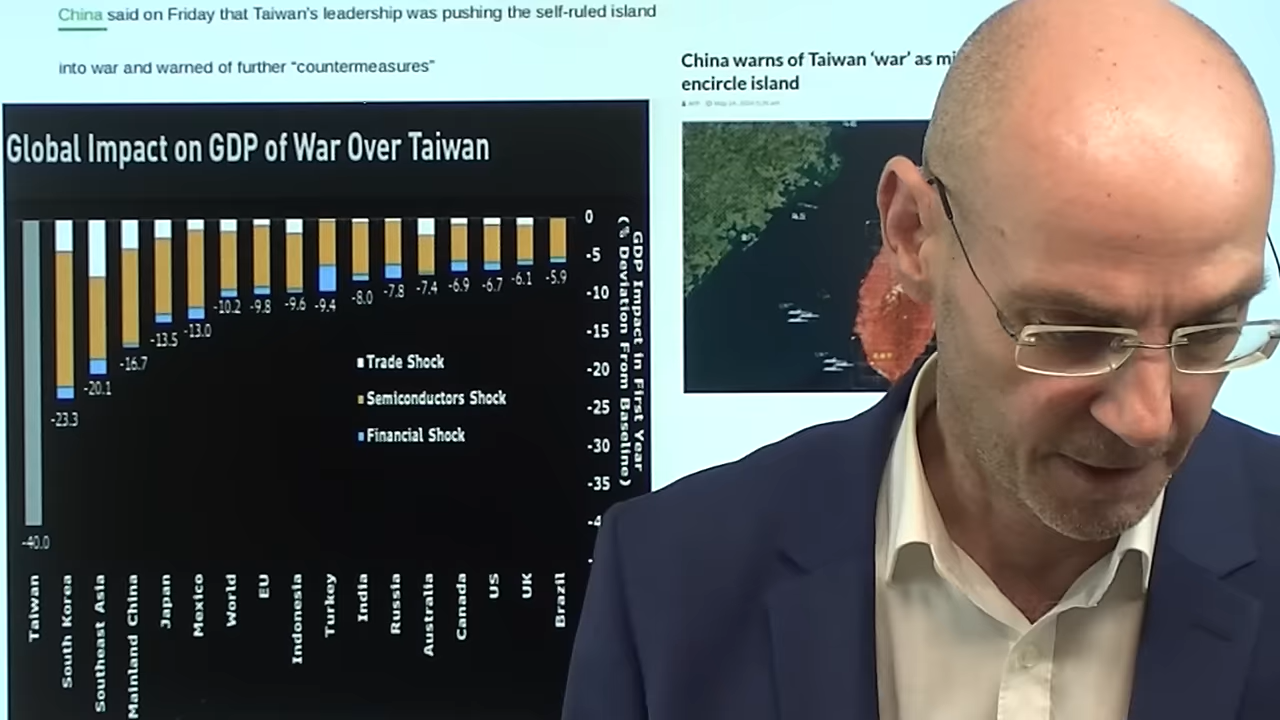 China said on Friday that Taiwan's leadership was pushing the self-ruled island
into war and warned of further “countermeasures”
China warns of Taiwan ‘war’ as
encircle island
Global Impact on GDP of War Over Taiwan
0
-5
-10
-15
-20
-25
-30
-35
GDP Impact in First Year
(% Deviation From Baseline)
-40.0
-23.3
-20.1
-16.7
-13.5
-13.0
-10.2
-9.8
-9.6
-9.4
-8.0
-7.8
-7.4
-6.9
-6.7
-6.1
-5.9
Trade Shock
Semiconductors Shock
Financial Shock
Taiwan
South Korea
Southeast Asia
Mainland China
Japan
Mexico
World
EU
Indonesia
Turkey
India
Russia
Australia
Canada
US
UK
Brazil